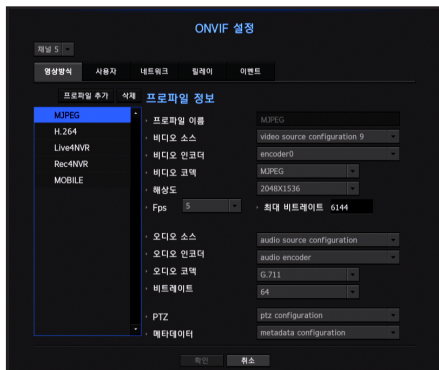 ONVIF 설정
채널 5
영상방식 사용자 네트워크 릴레이 이벤트
프로파일 추가 삭제
프로파일 정보
MJPEG
H.264
Live4NVR
Rec4NVR
MOBILE
프로파일 이름 MJPEG
비디오 소스 video source configuration 9
비디오 인코더 encoder0
비디오 코덱 MJPEG
해상도 2048X1536
Fps 5 최대 비트레이트 6144
오디오 소스 audio source configuration
오디오 인코더 audio encoder
오디오 코덱 G.711
비트레이트 64
PTZ ptz configuration
메타데이터 metadata configuration
확인 취소